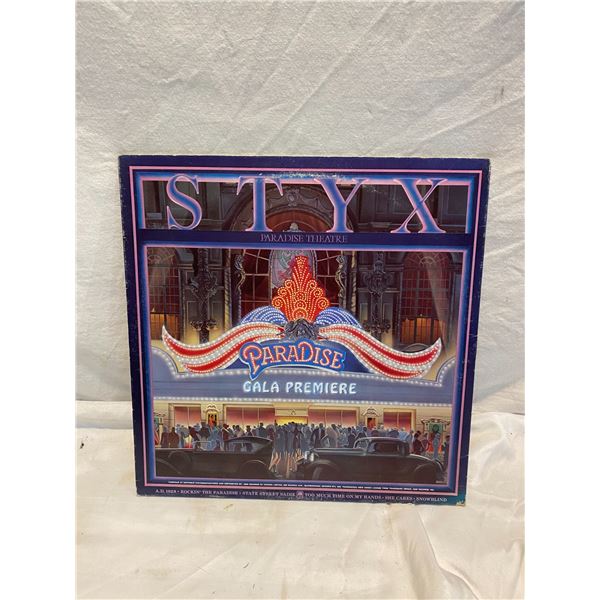 STYX
PARADISE THEATRE
PARADISE
GALA PREMIERE
A.D. 1928 • ROCKIN' THE PARADISE • STATE STREET SADIE • TOO MUCH TIME ON MY HANDS • SHE CARES • SNOWBLIND